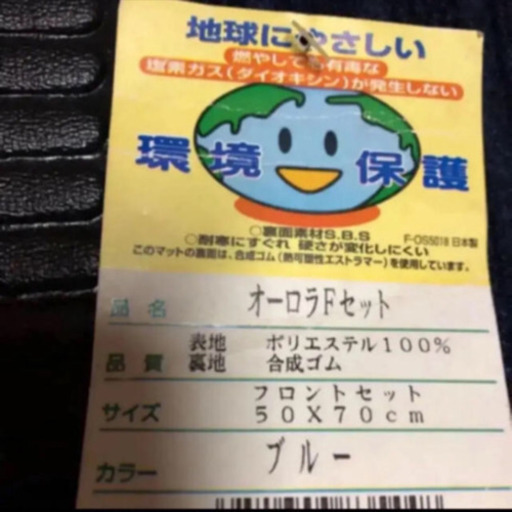 地球にやさしい
燃やしても有毒な
塩素ガス(ダイオキシン)が発生しない
環境保護
○裏面素材S.B.S
F-OS5018 日本製
○耐寒にすぐれ 硬さが変化しにくい
このマットの裏面は、合成ゴム(熱可塑性エストラマー)を使用しています。
品名 オーロラFセット
品質 表地 ポリエステル100%
裏地 合成ゴム
サイズ フロントセット
50X70cm
カラー ブルー